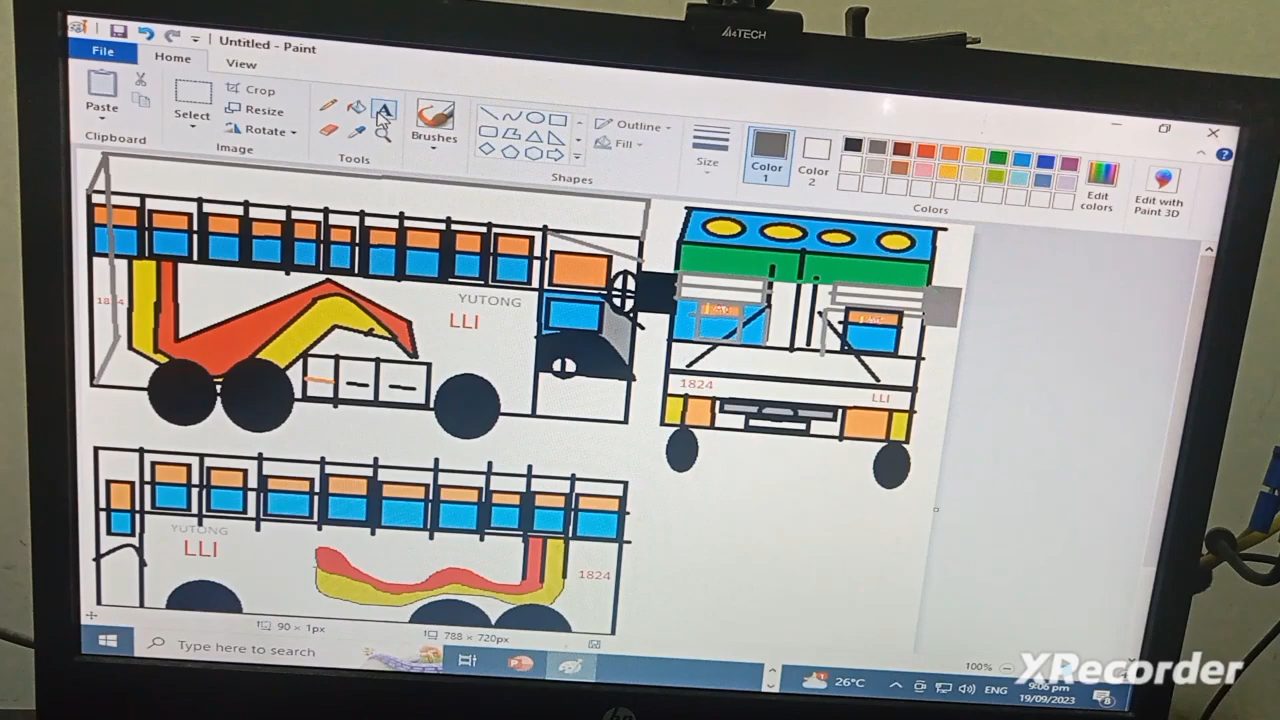 A4TECH
Untitled - Paint
File
Home
View
Paste
Clipboard
Select
Crop
Resize
Rotate
Image
A
Tools
Brushes
Outline
Fill
Shapes
Size
Color
1
Color
2
Edit
colors
Colors
Edit with
Paint 3D
YUTONG
LLI
1824
LLI
YUTONG
LLI
1824
90 × 1px
788 × 720px
100%
Type here to search
26°C
ENG
9:06 pm
19/09/2023
XRecorder
hp